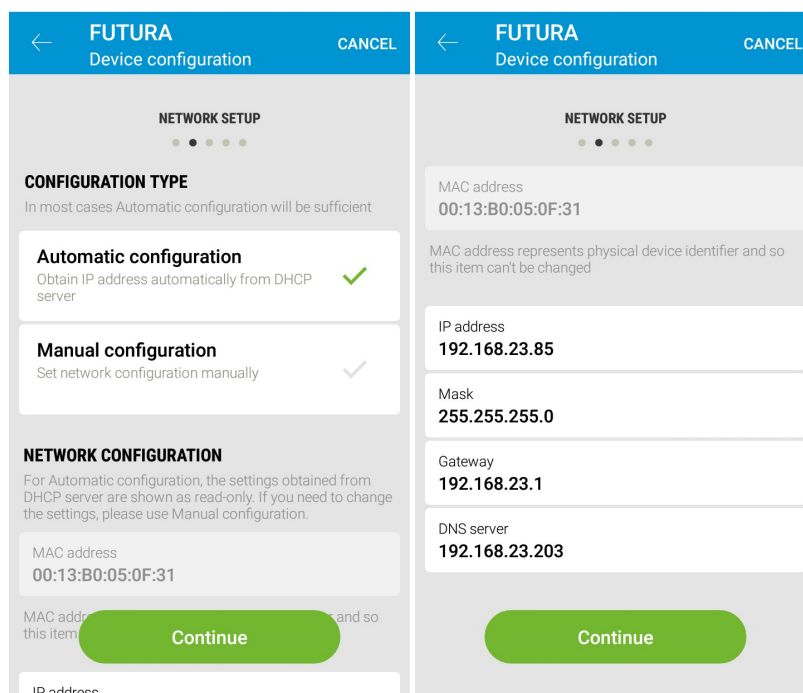 FUTURA
Device configuration
CANCEL
NETWORK SETUP
CONFIGURATION TYPE
In most cases Automatic configuration will be sufficient
Automatic configuration
Obtain IP address automatically from DHCP
server
Manual configuration
Set network configuration manually
NETWORK CONFIGURATION
For Automatic configuration, the settings obtained from
DHCP server are shown as read-only. If you need to change
the settings, please use Manual configuration.
MAC address
00:13:B0:05:0F:31
MAC and so
this item
Continue
IP address
FUTURA
Device configuration
CANCEL
NETWORK SETUP
MAC address
00:13:B0:05:0F:31
MAC address represents physical device identifier and so
this item can't be changed
IP address
192.168.23.85
Mask
255.255.255.0
Gateway
192.168.23.1
DNS server
192.168.23.203
Continue